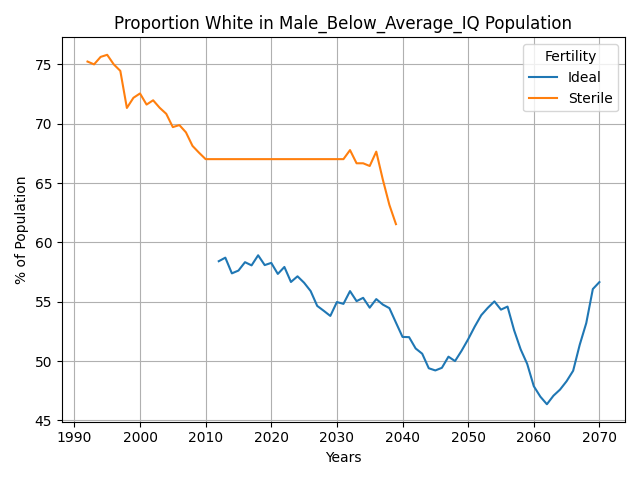 Proportion White in Male_Below_Average_IQ Population
Fertility
Ideal
Sterile
% of Population
75
70
65
60
55
50
45
1990 2000 2010 2020 2030 2040 2050 2060 2070
Years